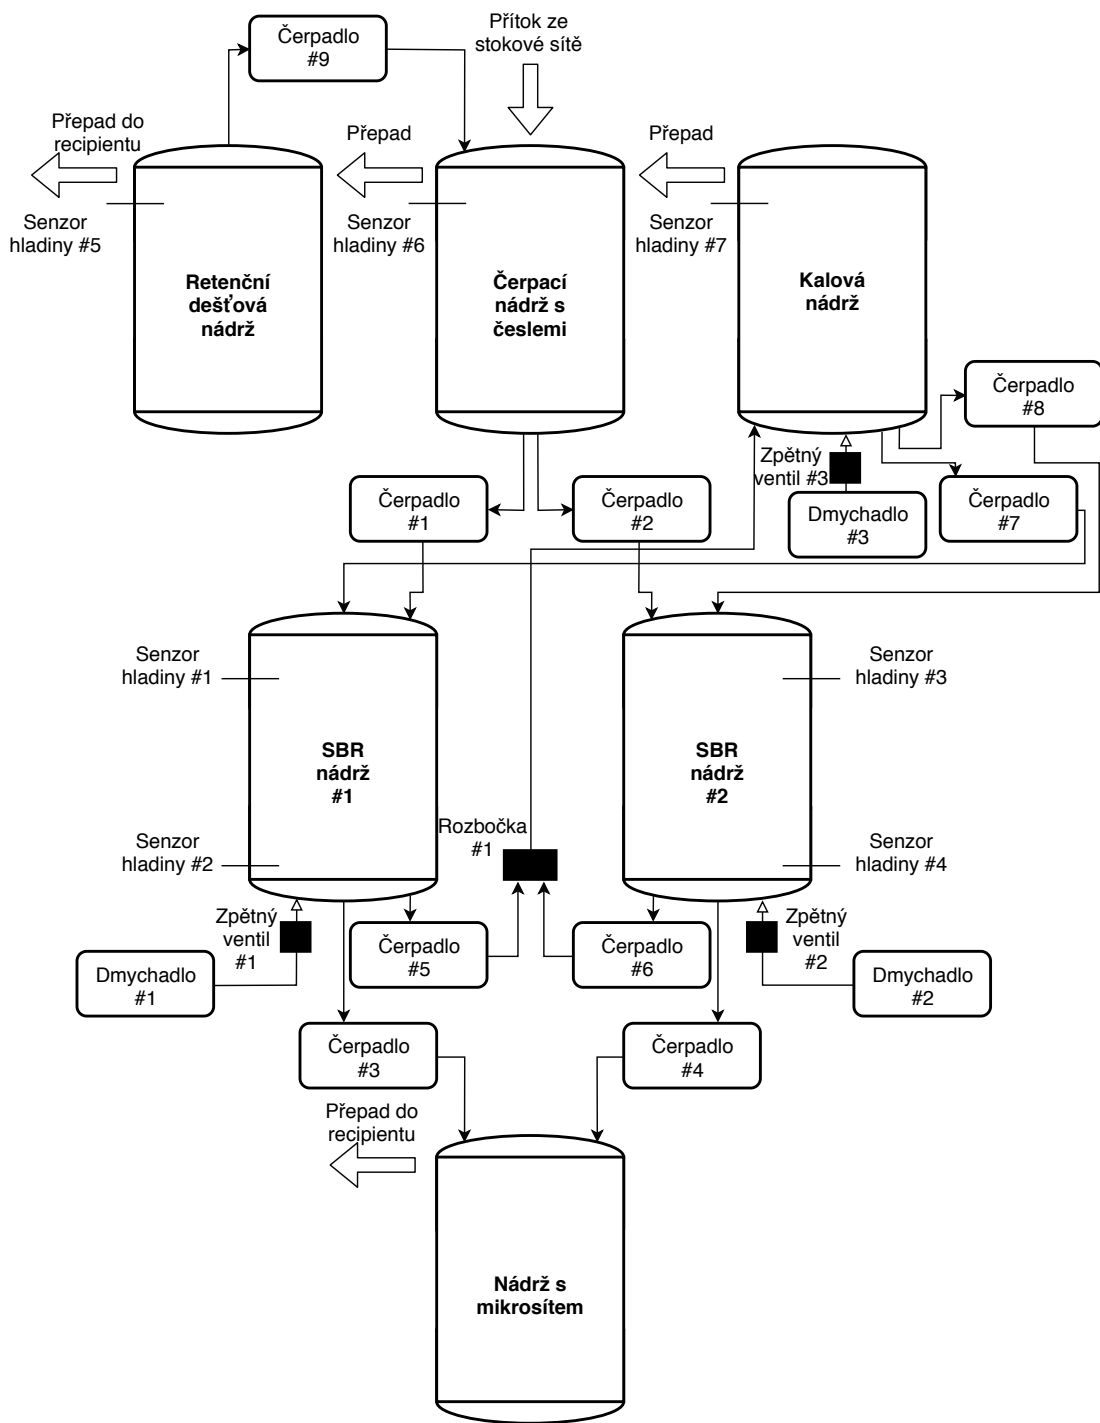 Čerpadlo
#9
Přítok ze
stokové sítě
Přepad do
recipientu
Přepad
Přepad
Senzor
hladiny #5
Senzor
hladiny #6
Senzor
hladiny #7
Retenční
dešťová
nádrž
Čerpací
nádrž s
česlemi
Kalová
nádrž
Čerpadlo
#8
Zpětný
ventil #3
Čerpadlo
#1
Čerpadlo
#2
Dmychadlo
#3
Čerpadlo
#7
Senzor
hladiny #1
Senzor
hladiny #3
SBR
nádrž
#1
SBR
nádrž
#2
Senzor
hladiny #2
Rozbočka
#1
Senzor
hladiny #4
Zpětný
ventil
#1
Zpětný
ventil
#2
Čerpadlo
#5
Čerpadlo
#6
Dmychadlo
#1
Dmychadlo
#2
Čerpadlo
#3
Čerpadlo
#4
Přepad do
recipientu
Nádrž s
mikrosítem